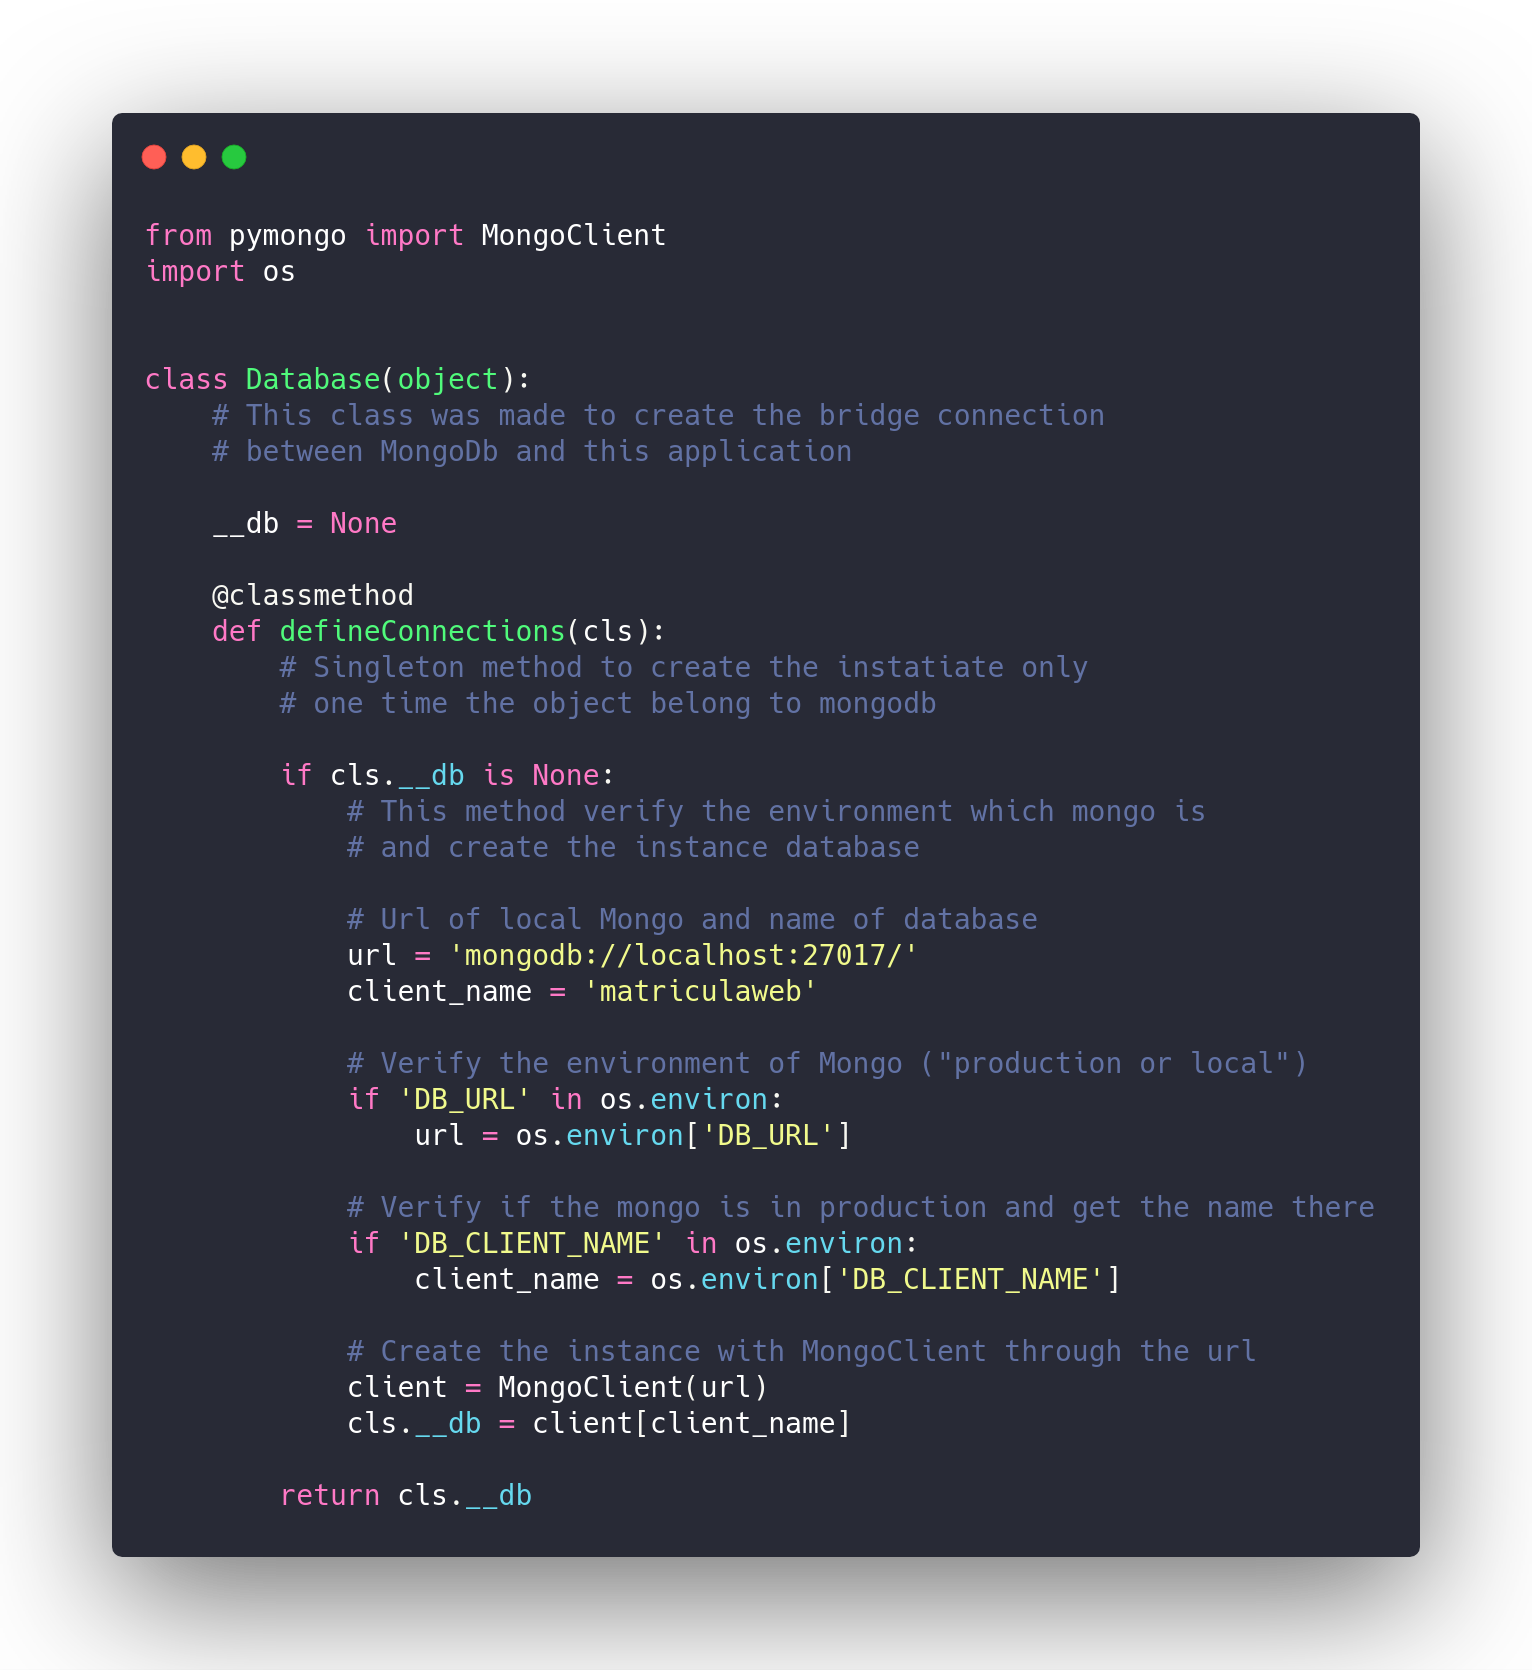 from pymongo import MongoClient
import os


class Database(object):
    # This class was made to create the bridge connection
    # between MongoDb and this application

    __db = None

    @classmethod
    def defineConnections(cls):
        # Singleton method to create the instatiate only
        # one time the object belong to mongodb

        if cls.__db is None:
            # This method verify the environment which mongo is
            # and create the instance database

            # Url of local Mongo and name of database
            url = 'mongodb://localhost:27017/'
            client_name = 'matriculaweb'

            # Verify the environment of Mongo ("production or local")
            if 'DB_URL' in os.environ:
                url = os.environ['DB_URL']

            # Verify if the mongo is in production and get the name there
            if 'DB_CLIENT_NAME' in os.environ:
                client_name = os.environ['DB_CLIENT_NAME']

            # Create the instance with MongoClient through the url
            client = MongoClient(url)
            cls.__db = client[client_name]

        return cls.__db